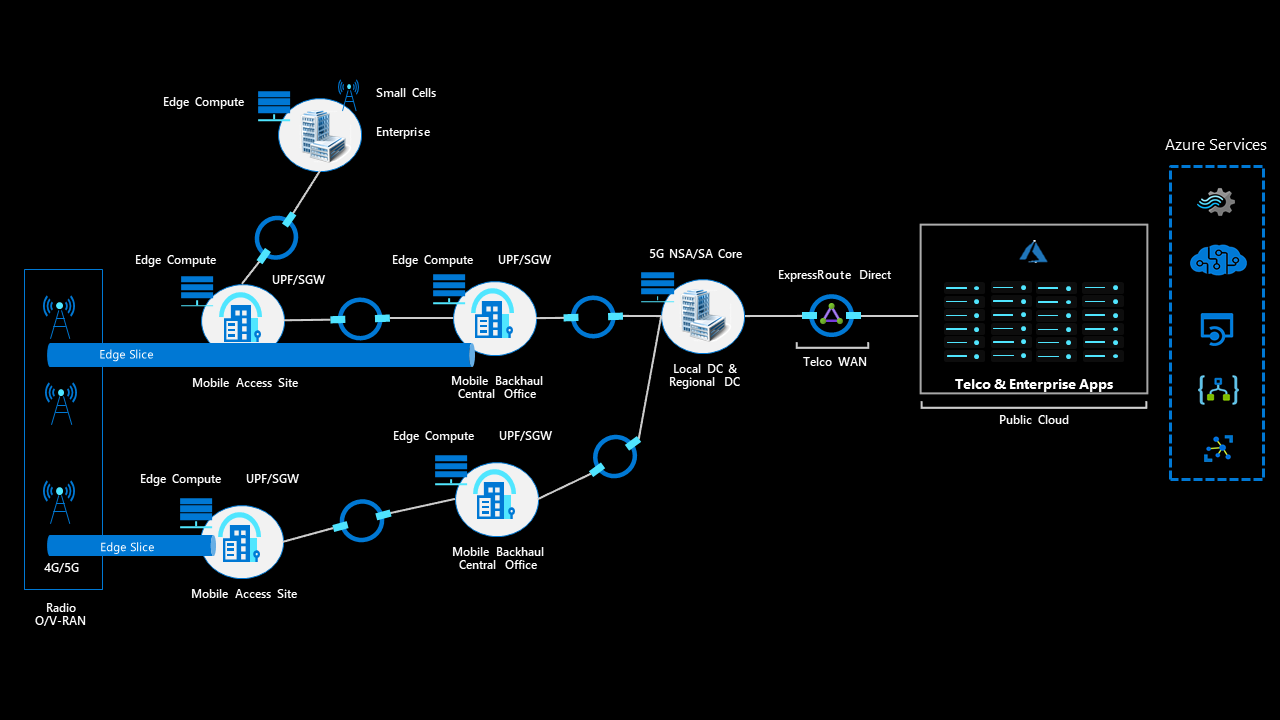 Edge Compute
Small Cells
Enterprise
Azure Services
Edge Compute
UPF/SGW
Edge Compute
UPF/SGW
5G NSA/SA Core
ExpressRoute Direct
Edge Slice
Mobile Access Site
Mobile Backhaul
Central Office
Local DC &
Regional DC
Telco WAN
Telco & Enterprise Apps
Public Cloud
Edge Compute
UPF/SGW
Edge Compute
UPF/SGW
Edge Slice
4G/5G
Mobile Backhaul
Central Office
Mobile Access Site
Radio
O/V-RAN